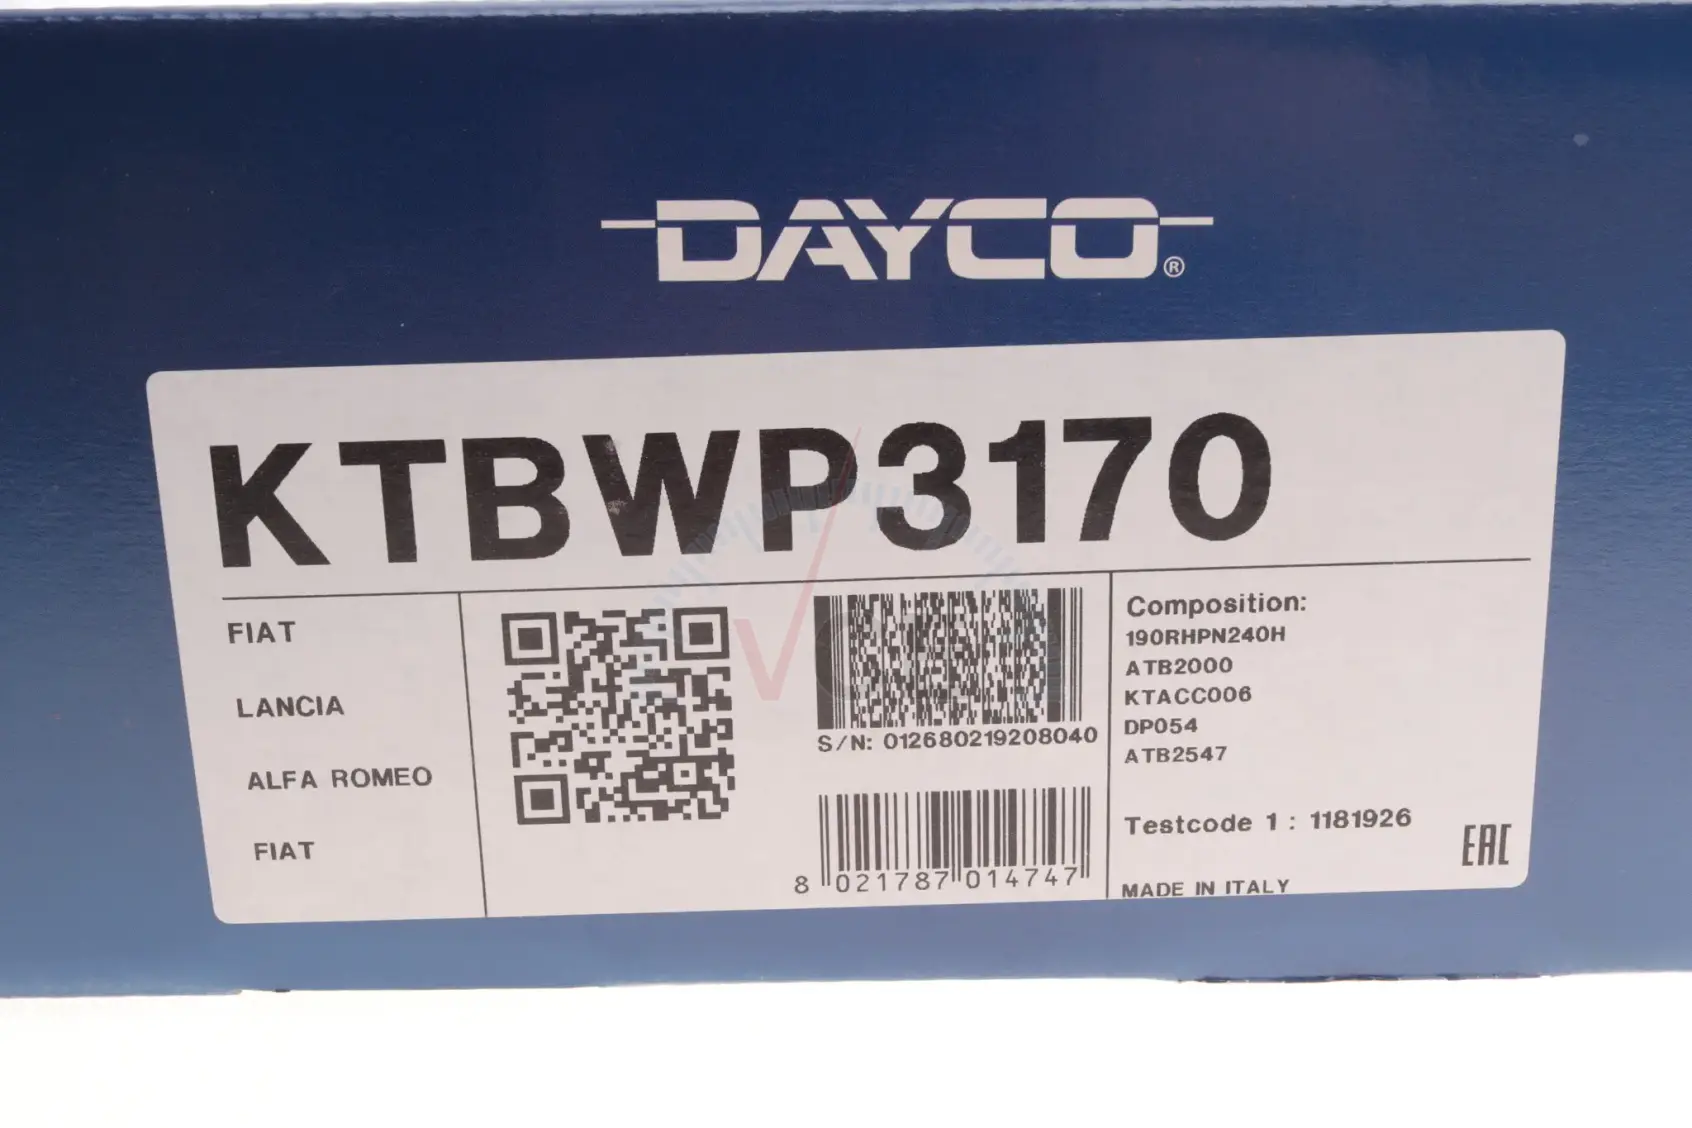 DAYCO®
KTBWP3170
FIAT
LANCIA
ALFA ROMEO
FIAT
S/N: 012680219208040
8 021787 014747
Composition:
190RHPN240H
ATB2000
KTACC006
DP054
ATB2547
Testcode 1 : 1181926
EAC
MADE IN ITALY